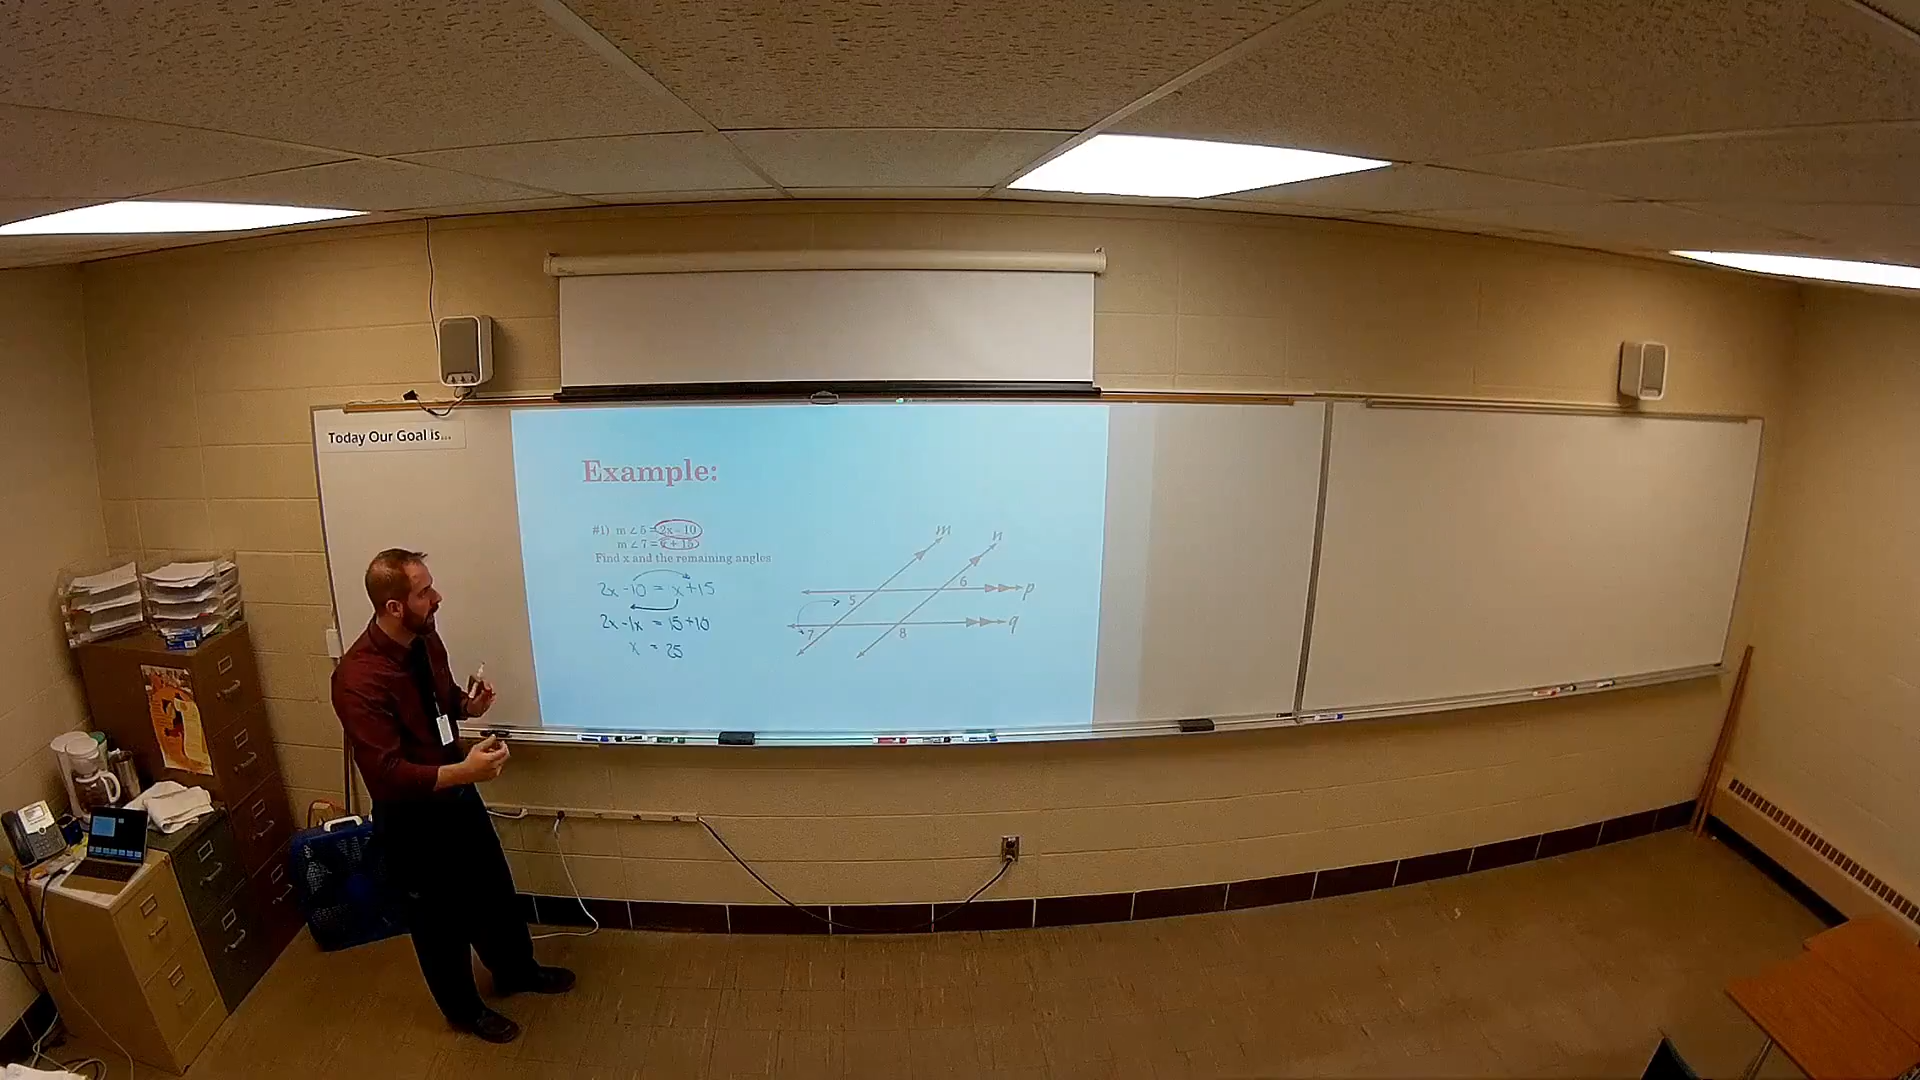 Today Our Goal is...
Example:
#1) m∠5=2x-10
m∠7=x+15
Find x and the remaining angles
2x-10 = x+15
2x-1x = 15+10
x = 25
m
n
6
p
5
7
8
q